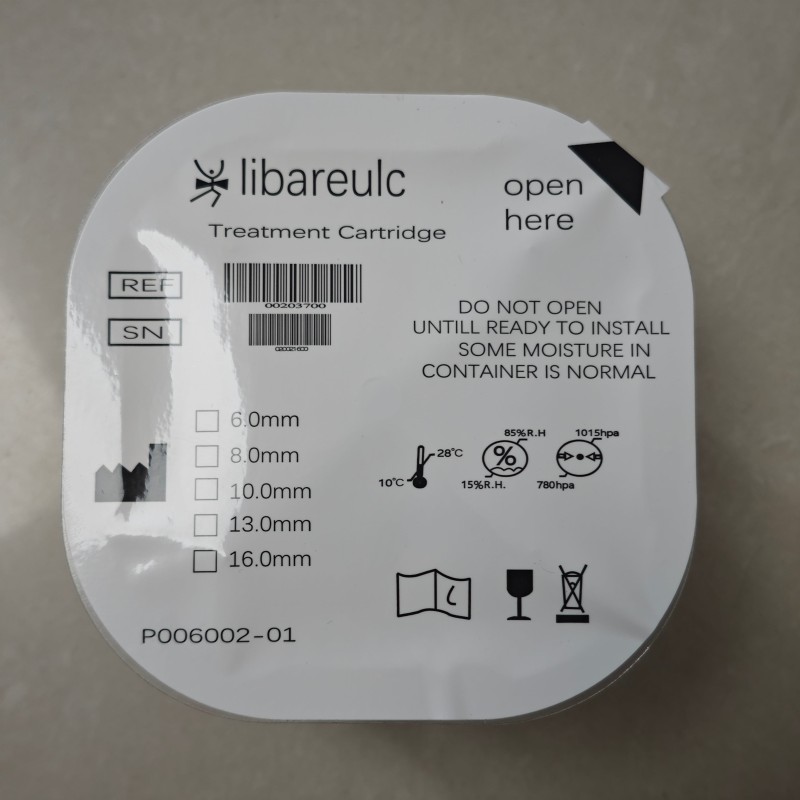 libareulc
Treatment Cartridge
open
here
REF
00203700
SN
DO NOT OPEN
UNTILL READY TO INSTALL
SOME MOISTURE IN
CONTAINER IS NORMAL
6.0mm
8.0mm
10.0mm
13.0mm
16.0mm
28°C
10°C
85%R.H
%
15%R.H.
1015hpa
780hpa
P006002-01